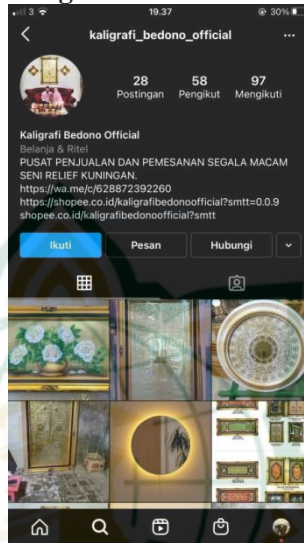 3 19.37 30%
kaligrafi_bedono_official
28 58 97
Postingan Pengikut Mengikuti
Kaligrafi Bedono Official
Belanja & Ritel
PUSAT PENJUALAN DAN PEMESANAN SEGALA MACAM
SENI RELIEF KUNINGAN.
https://wa.me/c/628872392260
https://shopee.co.id/kaligrafibedonoofficial?smtt=0.0.9
shopee.co.id/kaligrafibedonoofficial?smtt
Ikuti Pesan Hubungi